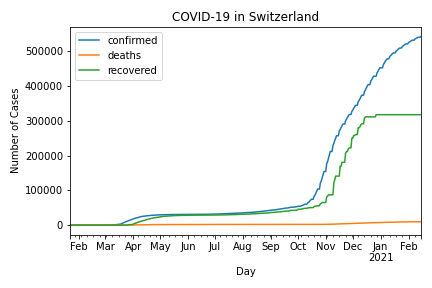 COVID-19 in Switzerland
confirmed
deaths
recovered
Number of Cases
500000
400000
300000
200000
100000
0
Feb Mar Apr May Jun Jul Aug Sep Oct Nov Dec Jan Feb
2021
Day